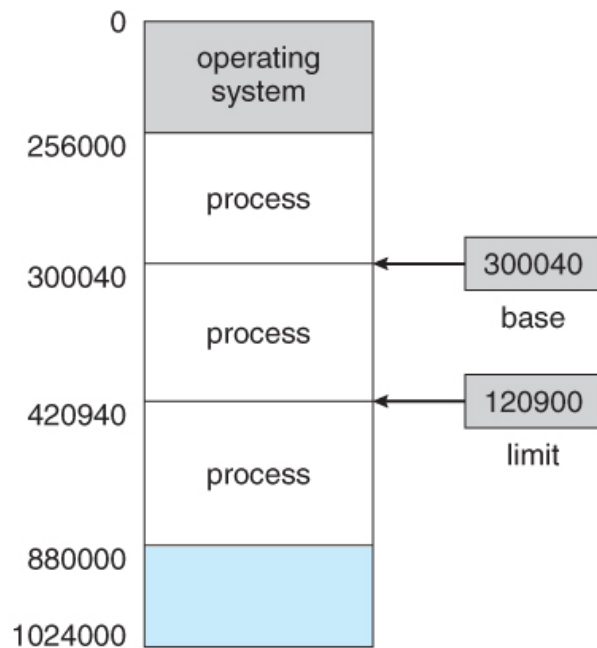 0
operating
system
256000
process
300040
300040
base
process
420940
120900
limit
process
880000
1024000